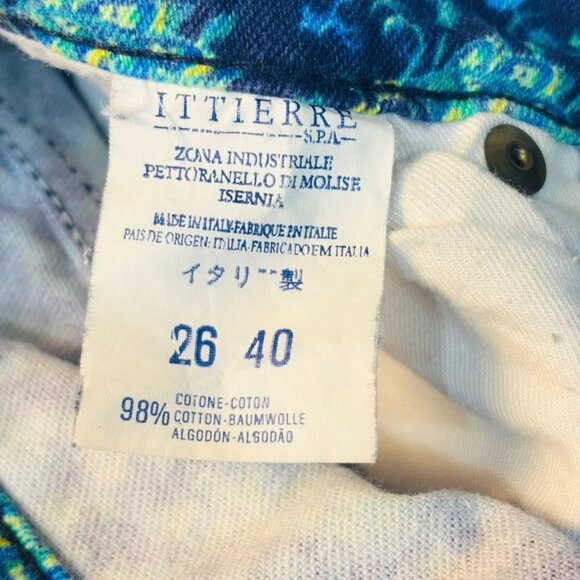 ITTIERRE
S.P.A.
ZONA INDUSTRIALE
PETTORANELLO DI MOLISE
ISERNIA
MADE IN ITALY-FABRIQUE EN ITALIE
PAIS DE ORIGEN: ITALIA-FABRICADO EM ITALIA
イタリー製
26 40
98% COTONE-COTON
COTTON-BAUMWOLLE
ALGODÓN-ALGODÃO